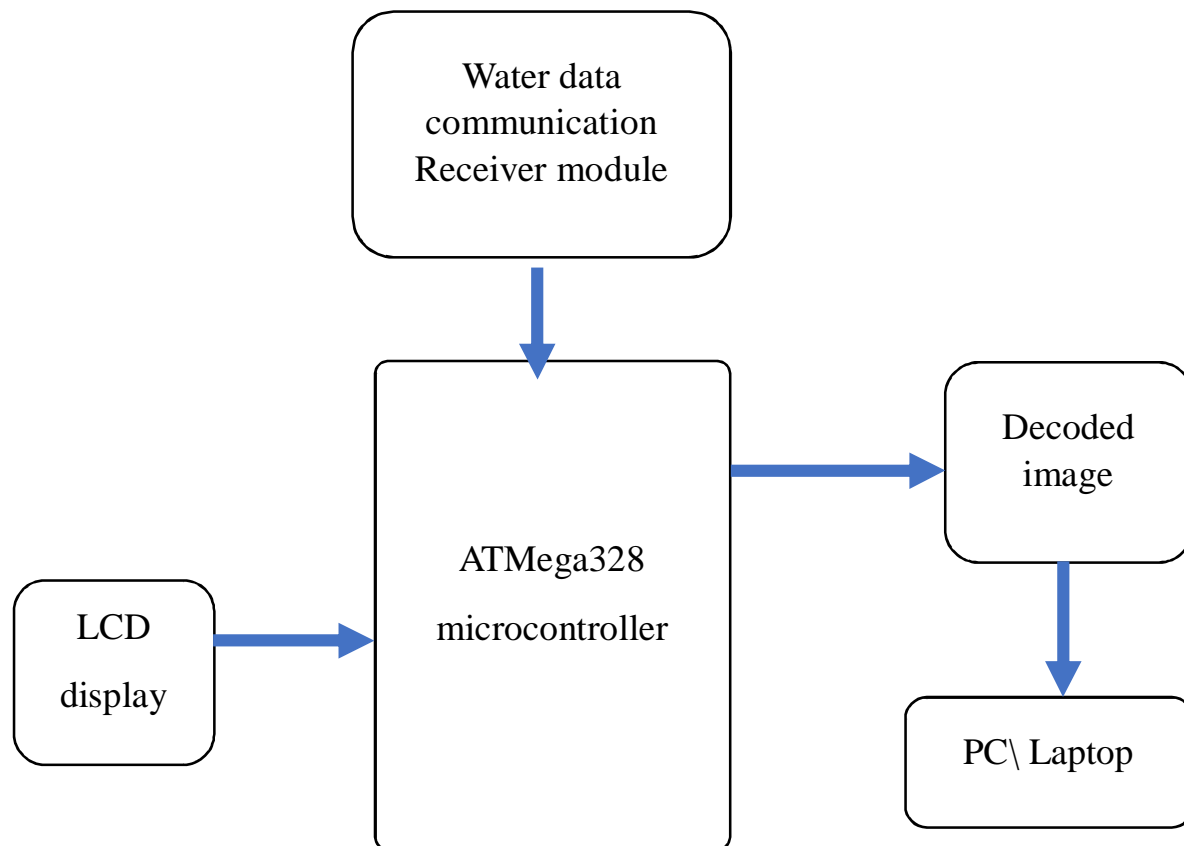 Water data
communication
Receiver module
Decoded
image
ATMega328
microcontroller
LCD
display
PC\ Laptop